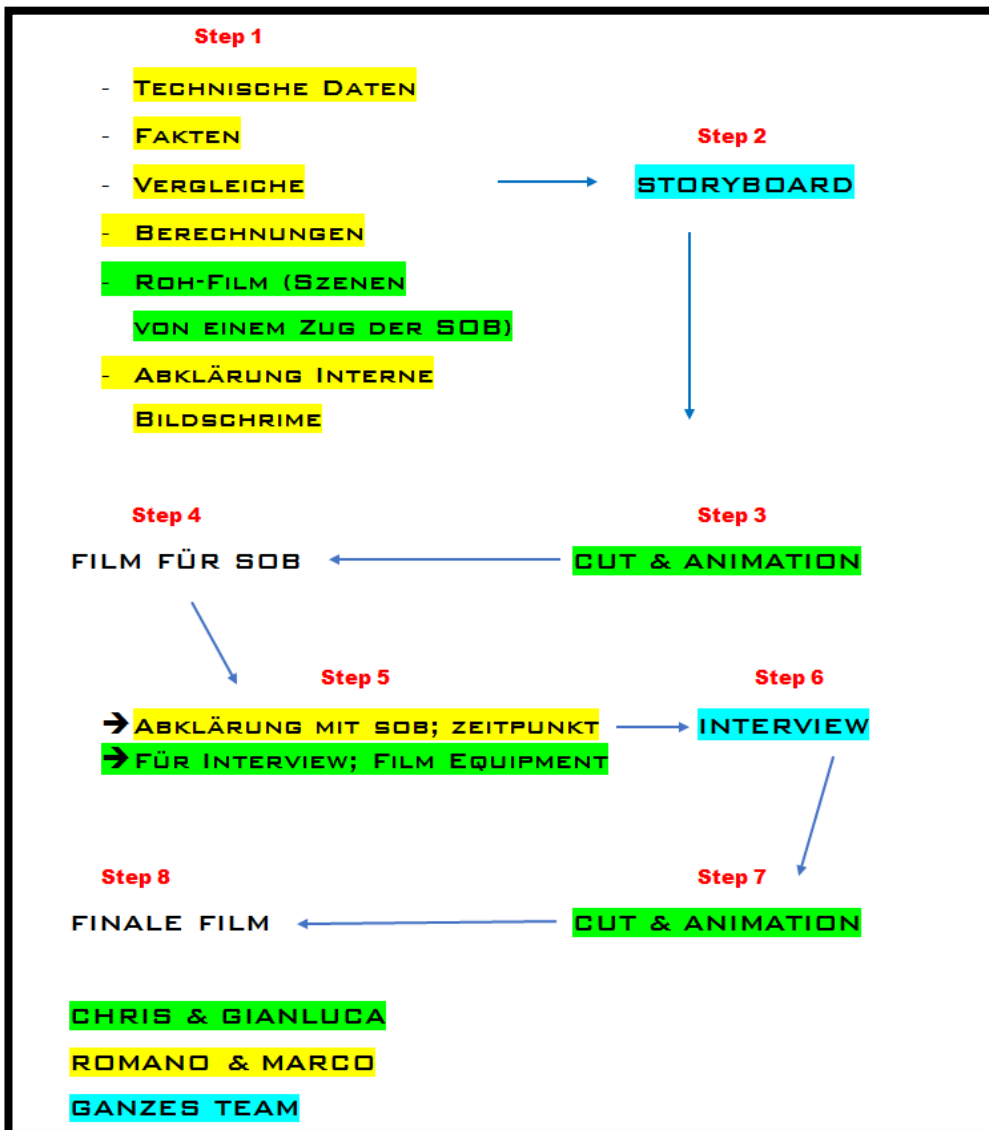 Step 1
- Technische Daten
- Fakten
Step 2
- Vergleiche
STORYBOARD
- Berechnungen
- Roh-Film (Szenen
von einem Zug der SOB)
- Abklärung Interne
Bildschrime
Step 4
Step 3
FILM FÜR SOB
CUT & ANIMATION
Step 5
Step 6
➔ Abklärung mit SOB; Zeitpunkt
INTERVIEW
➔ Für Interview; Film Equipment
Step 8
Step 7
FINALE FILM
CUT & ANIMATION
CHRIS & GIANLUCA
ROMANO & MARCO
GANZES TEAM